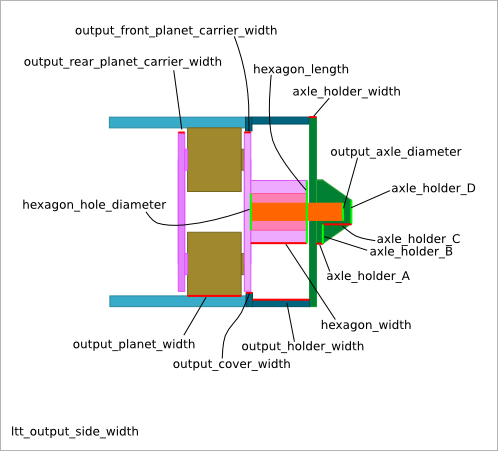 output_front_planet_carrier_width
output_rear_planet_carrier_width
hexagon_length
axle_holder_width
output_axle_diameter
axle_holder_D
hexagon_hole_diameter
axle_holder_C
axle_holder_B
axle_holder_A
hexagon_width
output_planet_width
output_holder_width
output_cover_width
ltt_output_side_width